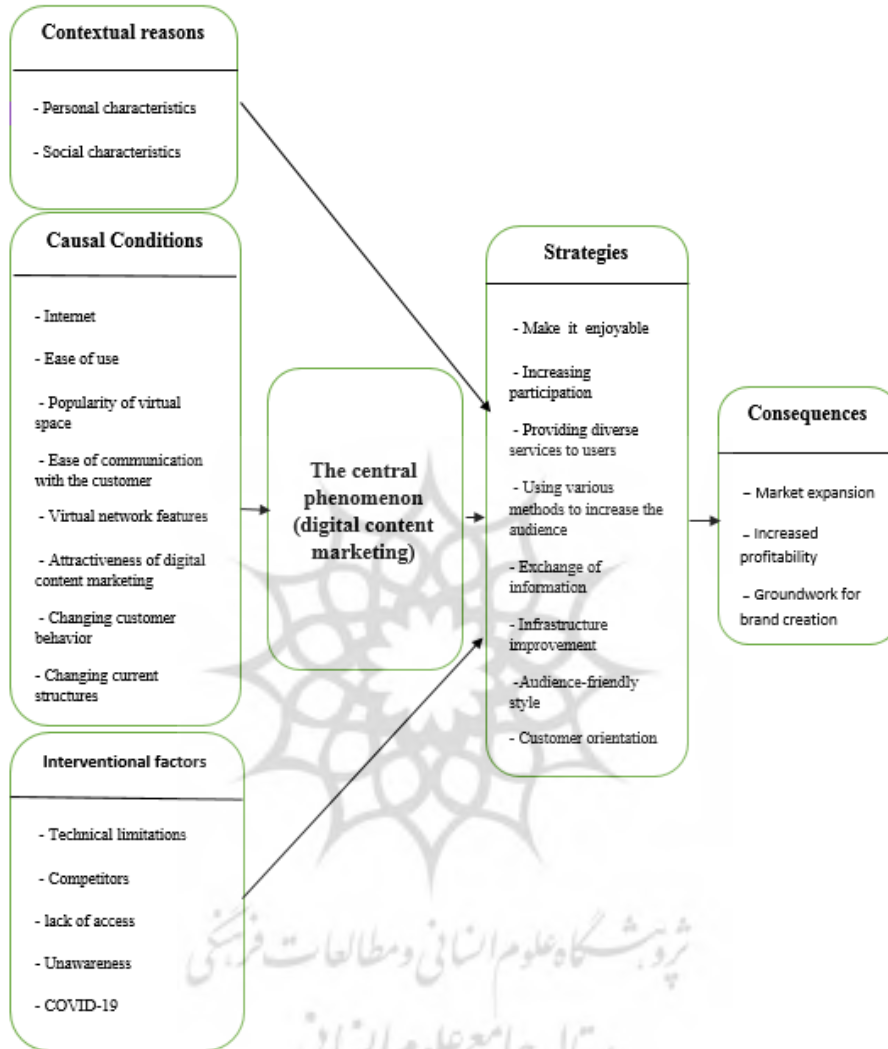 Contextual reasons
- Personal characteristics
- Social characteristics
Causal Conditions
- Internet
- Ease of use
- Popularity of virtual
space
- Ease of communication
with the customer
- Virtual network features
- Attractiveness of digital
content marketing
- Changing customer
behavior
- Changing current
structures
Interventional factors
- Technical limitations
- Competitors
- lack of access
- Unawareness
- COVID-19
The central
phenomenon
(digital content
marketing)
Strategies
- Make it enjoyable
- Increasing
participation
- Providing diverse
services to users
- Using various
methods to increase the
audience
- Exchange of
information
- Infrastructure
improvement
-Audience-friendly
style
- Customer orientation
Consequences
– Market expansion
– Increased
profitability
– Groundwork for
brand creation
پژوهشگاه علوم انسانی و مطالعات فرهنگی
جامع علوم انسانی